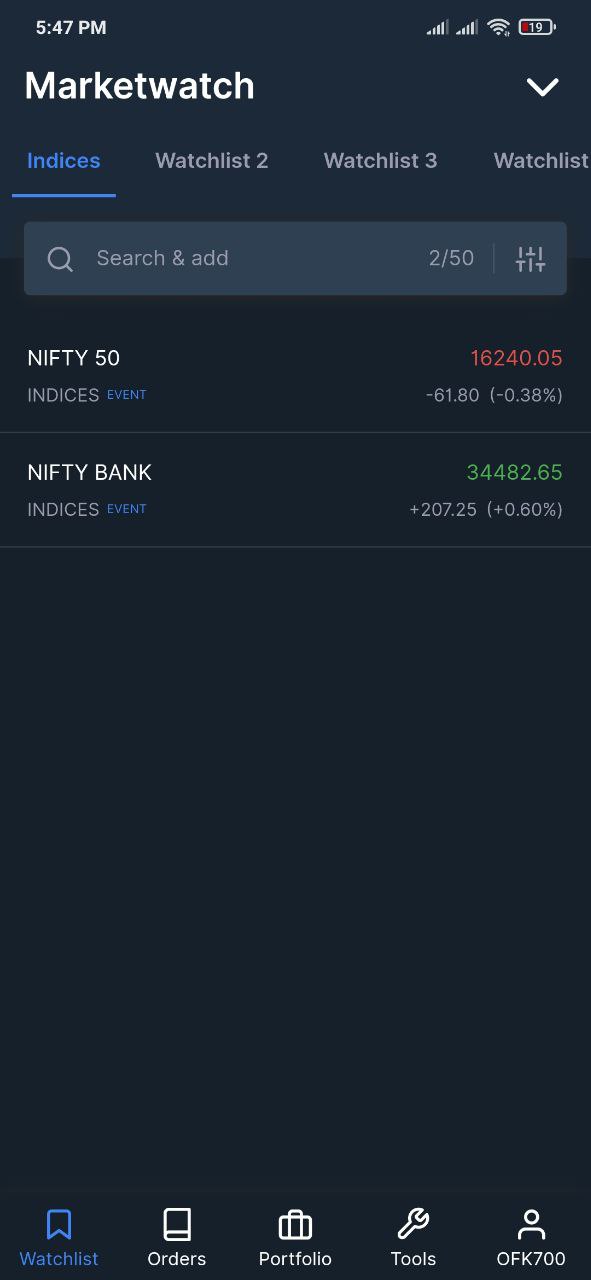 5:47 PM 19
Marketwatch
Indices Watchlist 2 Watchlist 3 Watchlist
Search & add 2/50
NIFTY 50 16240.05
INDICES EVENT -61.80 (-0.38%)
NIFTY BANK 34482.65
INDICES EVENT +207.25 (+0.60%)
Watchlist Orders Portfolio Tools OFK700